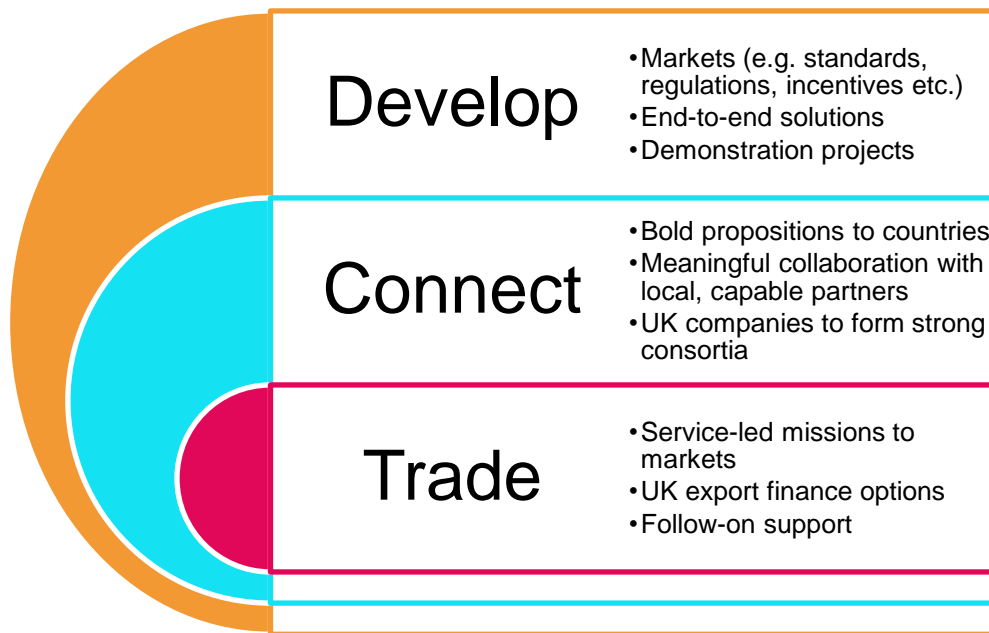 Develop
•Markets (e.g. standards,
regulations, incentives etc.)
•End-to-end solutions
•Demonstration projects
Connect
•Bold propositions to countries
•Meaningful collaboration with
local, capable partners
•UK companies to form strong
consortia
Trade
•Service-led missions to
markets
•UK export finance options
•Follow-on support